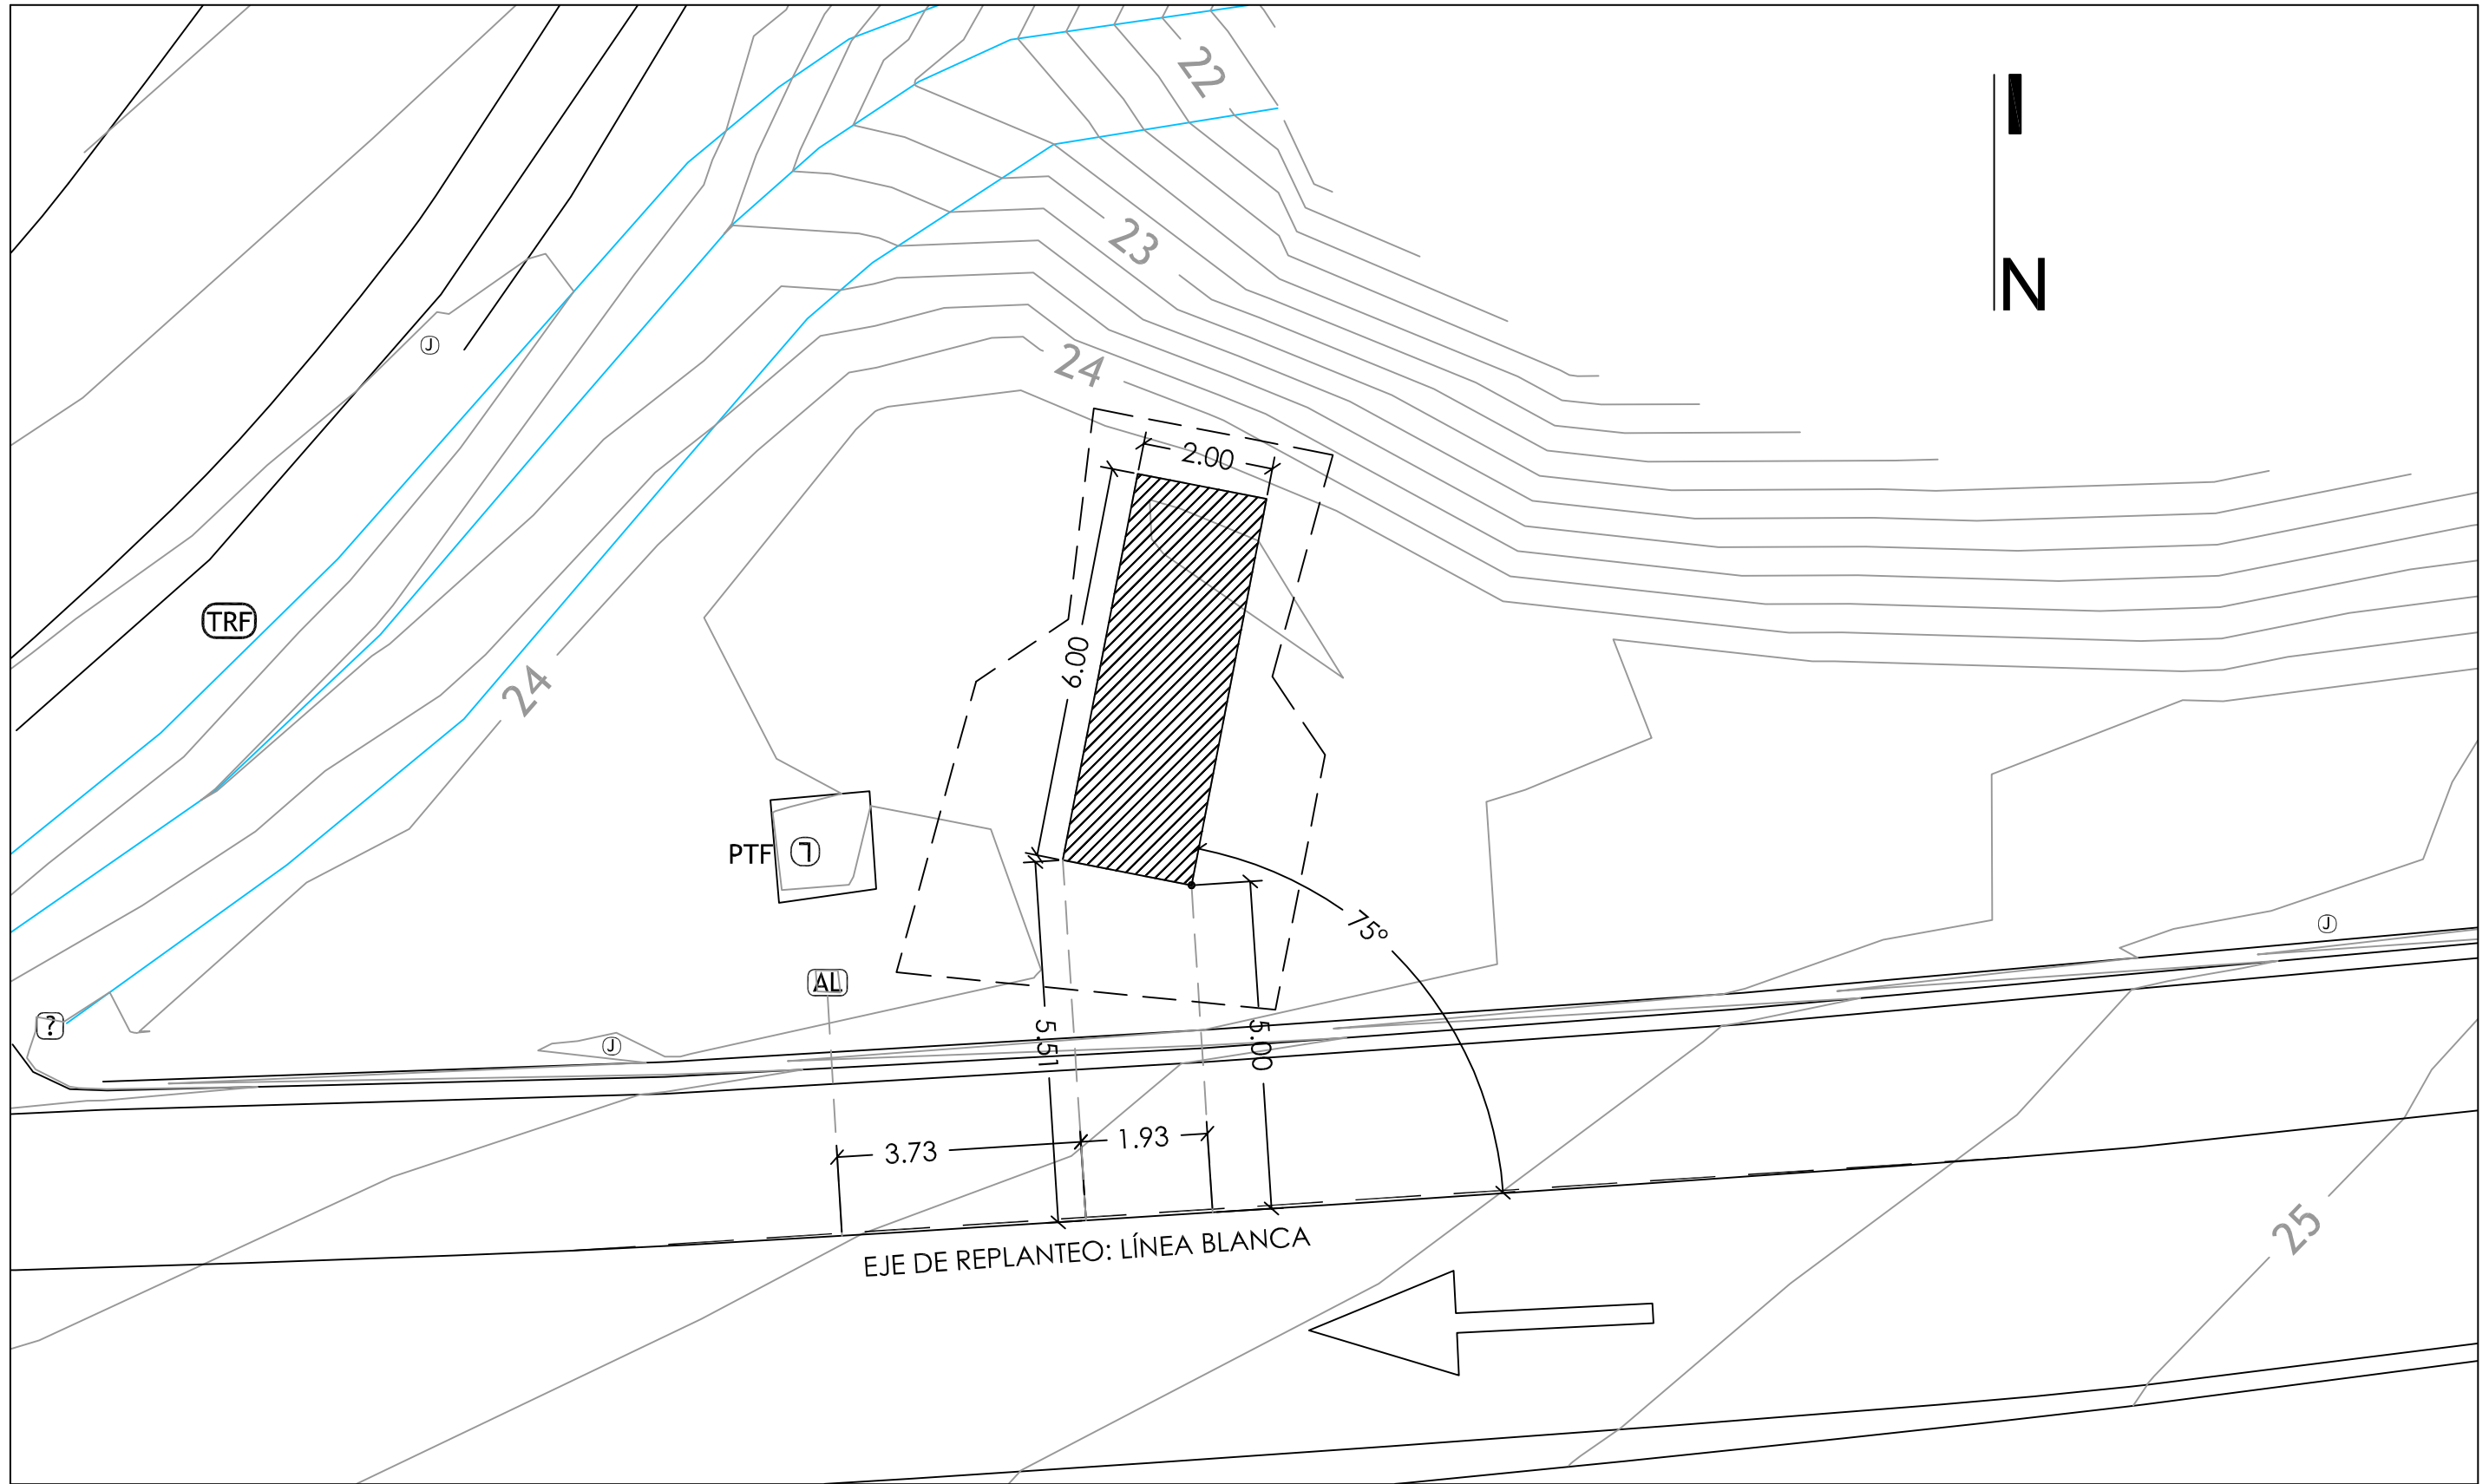 22
I
23
N
J
24
2.00
6.00
TRF
24
PTF
75°
J
AL
?
J
5.51
5.00
3.73
1.93
EJE DE REPLANTEO: LÍNEA BLANCA
25